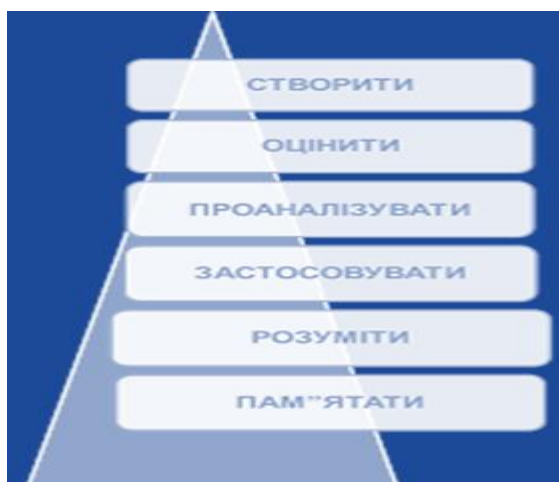 СТВОРИТИ
ОЦІНИТИ
ПРОАНАЛІЗУВАТИ
ЗАСТОСОВУВАТИ
РОЗУМІТИ
ПАМ”ЯТАТИ